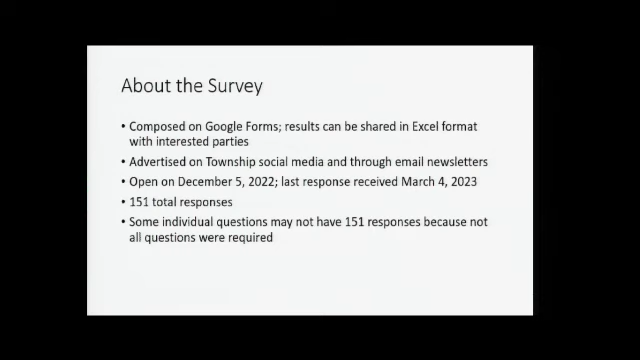 About the Survey
• Composed on Google Forms; results can be shared in Excel format
with interested parties
• Advertised on Township social media and through email newsletters
• Open on December 5, 2022; last response received March 4, 2023
• 151 total responses
• Some individual questions may not have 151 responses because not
all questions were required